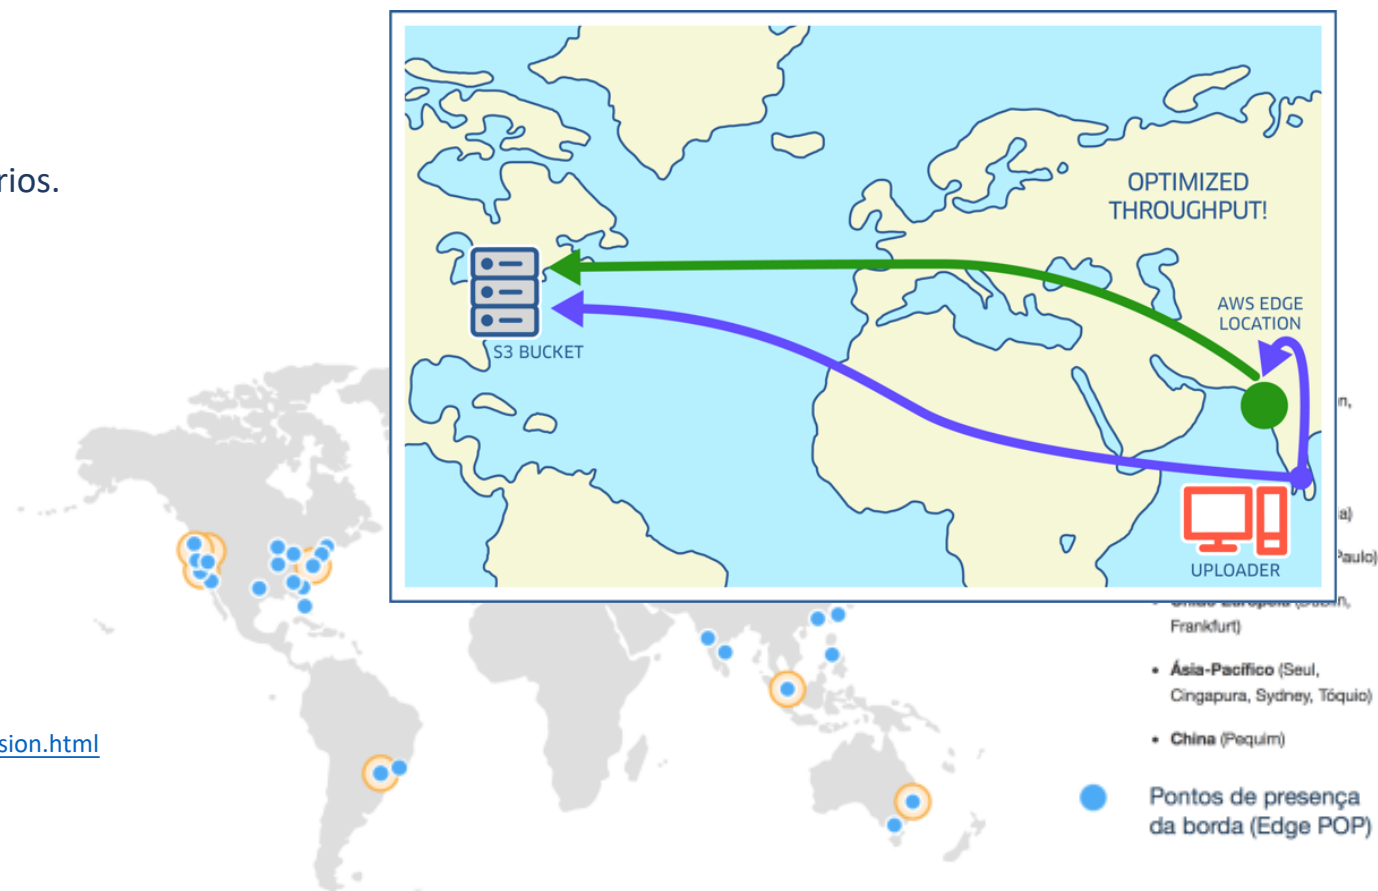 rios.
OPTIMIZED
THROUGHPUT!
AWS EDGE
LOCATION
S3 BUCKET
UPLOADER
n,
a)
Paulo)
Frankfurt)
• Ásia-Pacífico (Seul,
Cingapura, Sydney, Tóquio)
• China (Pequim)
sion.html
Pontos de presença
da borda (Edge POP)